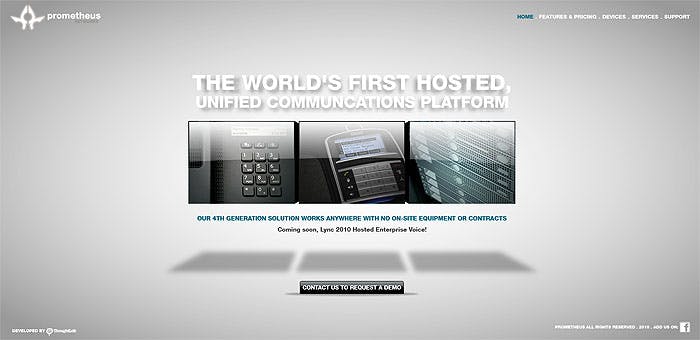 prometheus
HOME . FEATURES & PRICING . DEVICES . SERVICES . SUPPORT
THE WORLD'S FIRST HOSTED,
UNIFIED COMMUNCATIONS PLATFORM
OUR 4TH GENERATION SOLUTION WORKS ANYWHERE WITH NO ON-SITE EQUIPMENT OR CONTRACTS
Coming soon, Lync 2010 Hosted Enterprise Voice!
CONTACT US TO REQUEST A DEMO
DEVELOPED BY
PROMETHEUS ALL RIGHTS RESERVED . 2010 . ADD US ON